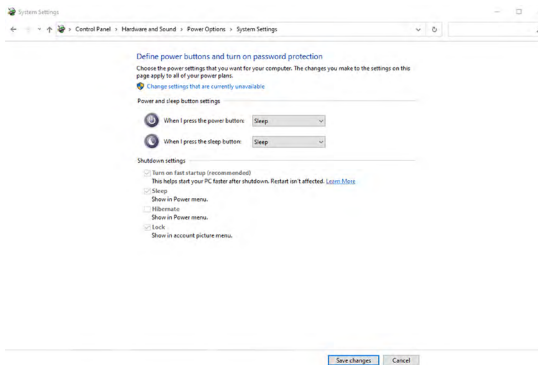 System Settings
Control Panel > Hardware and Sound > Power Options > System Settings
Define power buttons and turn on password protection
Choose the power settings that you want for your computer. The changes you make to the settings on this
page apply to all of your power plans.
Change settings that are currently unavailable
Power and sleep button settings
When I press the power button: Sleep
When I press the sleep button: Sleep
Shutdown settings
Turn on fast startup (recommended)
This helps start your PC faster after shutdown. Restart isn't affected. Learn More
Sleep
Show in Power menu.
Hibernate
Show in Power menu.
Lock
Show in account picture menu.
Save changes Cancel